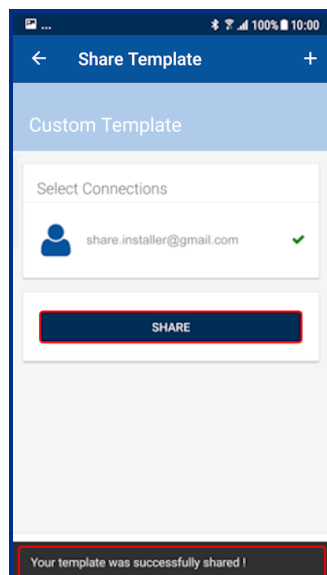 ... 100% 10:00
Share Template
Custom Template
Select Connections
share.installer@gmail.com
SHARE
Your template was successfully shared !